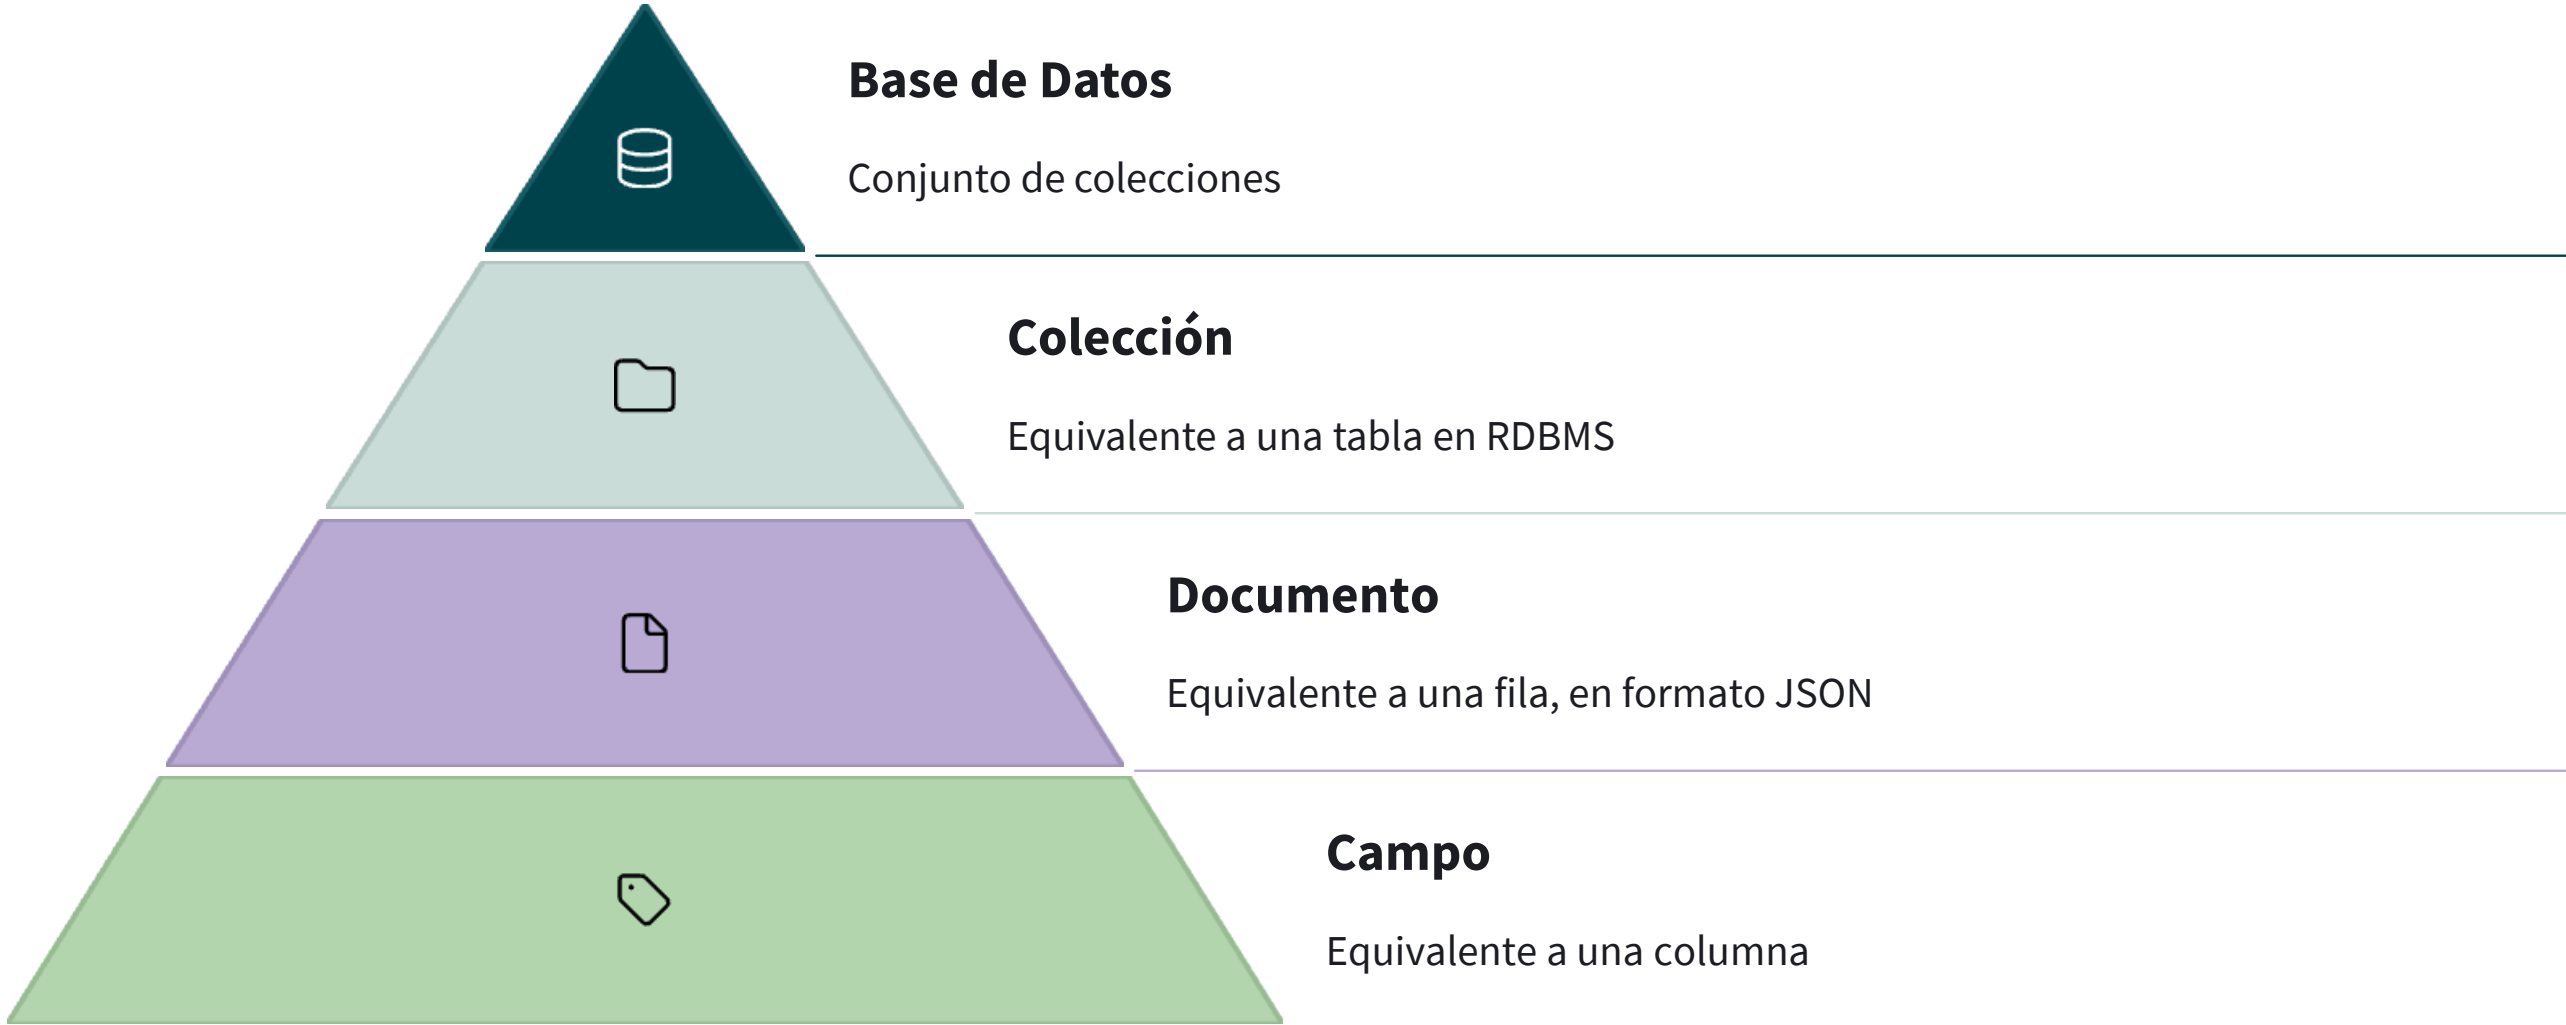 Base de Datos
Conjunto de colecciones
Colección
Equivalente a una tabla en RDBMS
Documento
Equivalente a una fila, en formato JSON
Campo
Equivalente a una columna